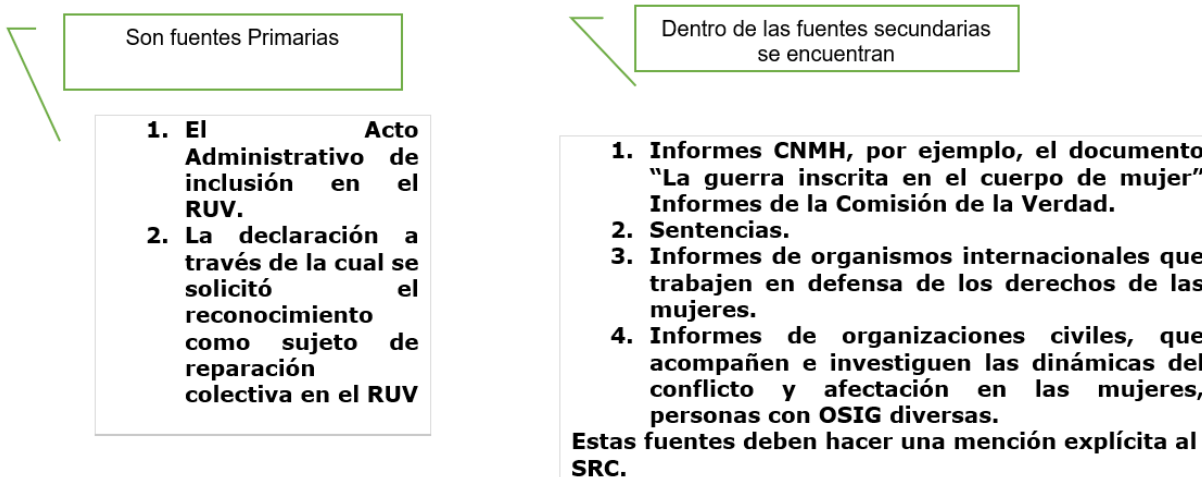 Son fuentes Primarias
1. El Acto
Administrativo de
inclusión en el
RUV.
2. La declaración a
través de la cual se
solicitó el
reconocimiento
como sujeto de
reparación
colectiva en el RUV
Dentro de las fuentes secundarias
se encuentran
1. Informes CNMH, por ejemplo, el documento
“La guerra inscrita en el cuerpo de mujer”
Informes de la Comisión de la Verdad.
2. Sentencias.
3. Informes de organismos internacionales que
trabajen en defensa de los derechos de las
mujeres.
4. Informes de organizaciones civiles, que
acompañen e investiguen las dinámicas del
conflicto y afectación en las mujeres,
personas con OSIG diversas.
Estas fuentes deben hacer una mención explícita al
SRC.